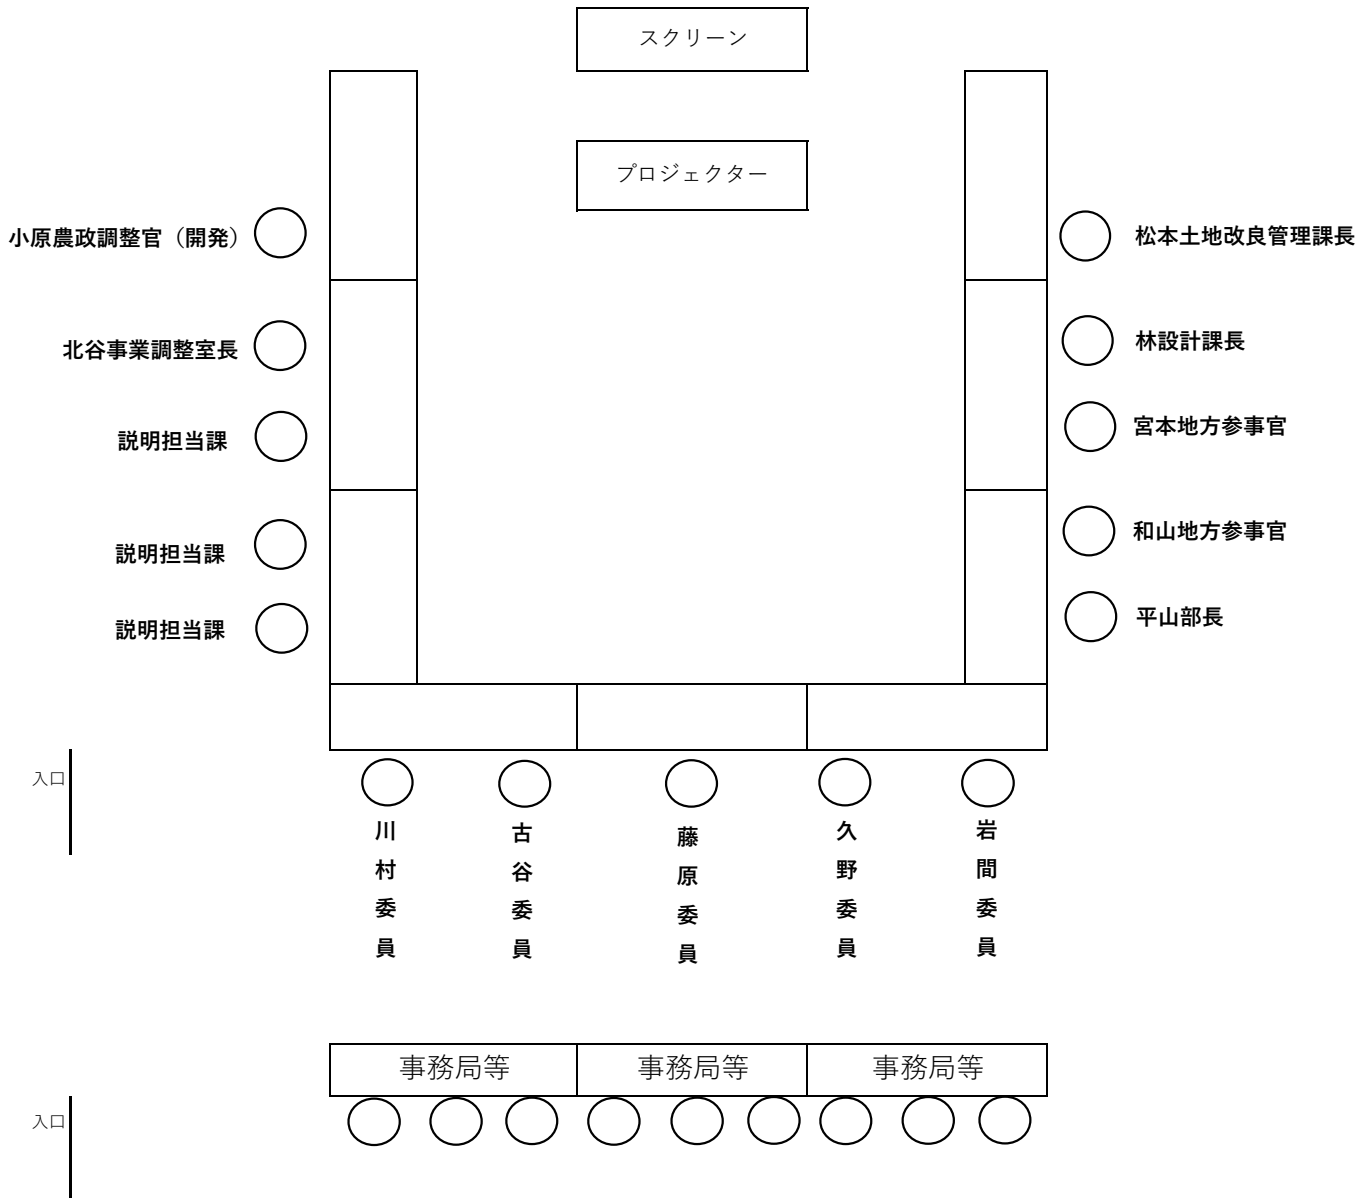 スクリーン
プロジェクター
小原農政調整官（開発）
松本土地改良管理課長
北谷事業調整室長
林設計課長
説明担当課
宮本地方参事官
説明担当課
和山地方参事官
説明担当課
平山部長
入口
川村委員
古谷委員
藤原委員
久野委員
岩間委員
事務局等
事務局等
事務局等
入口